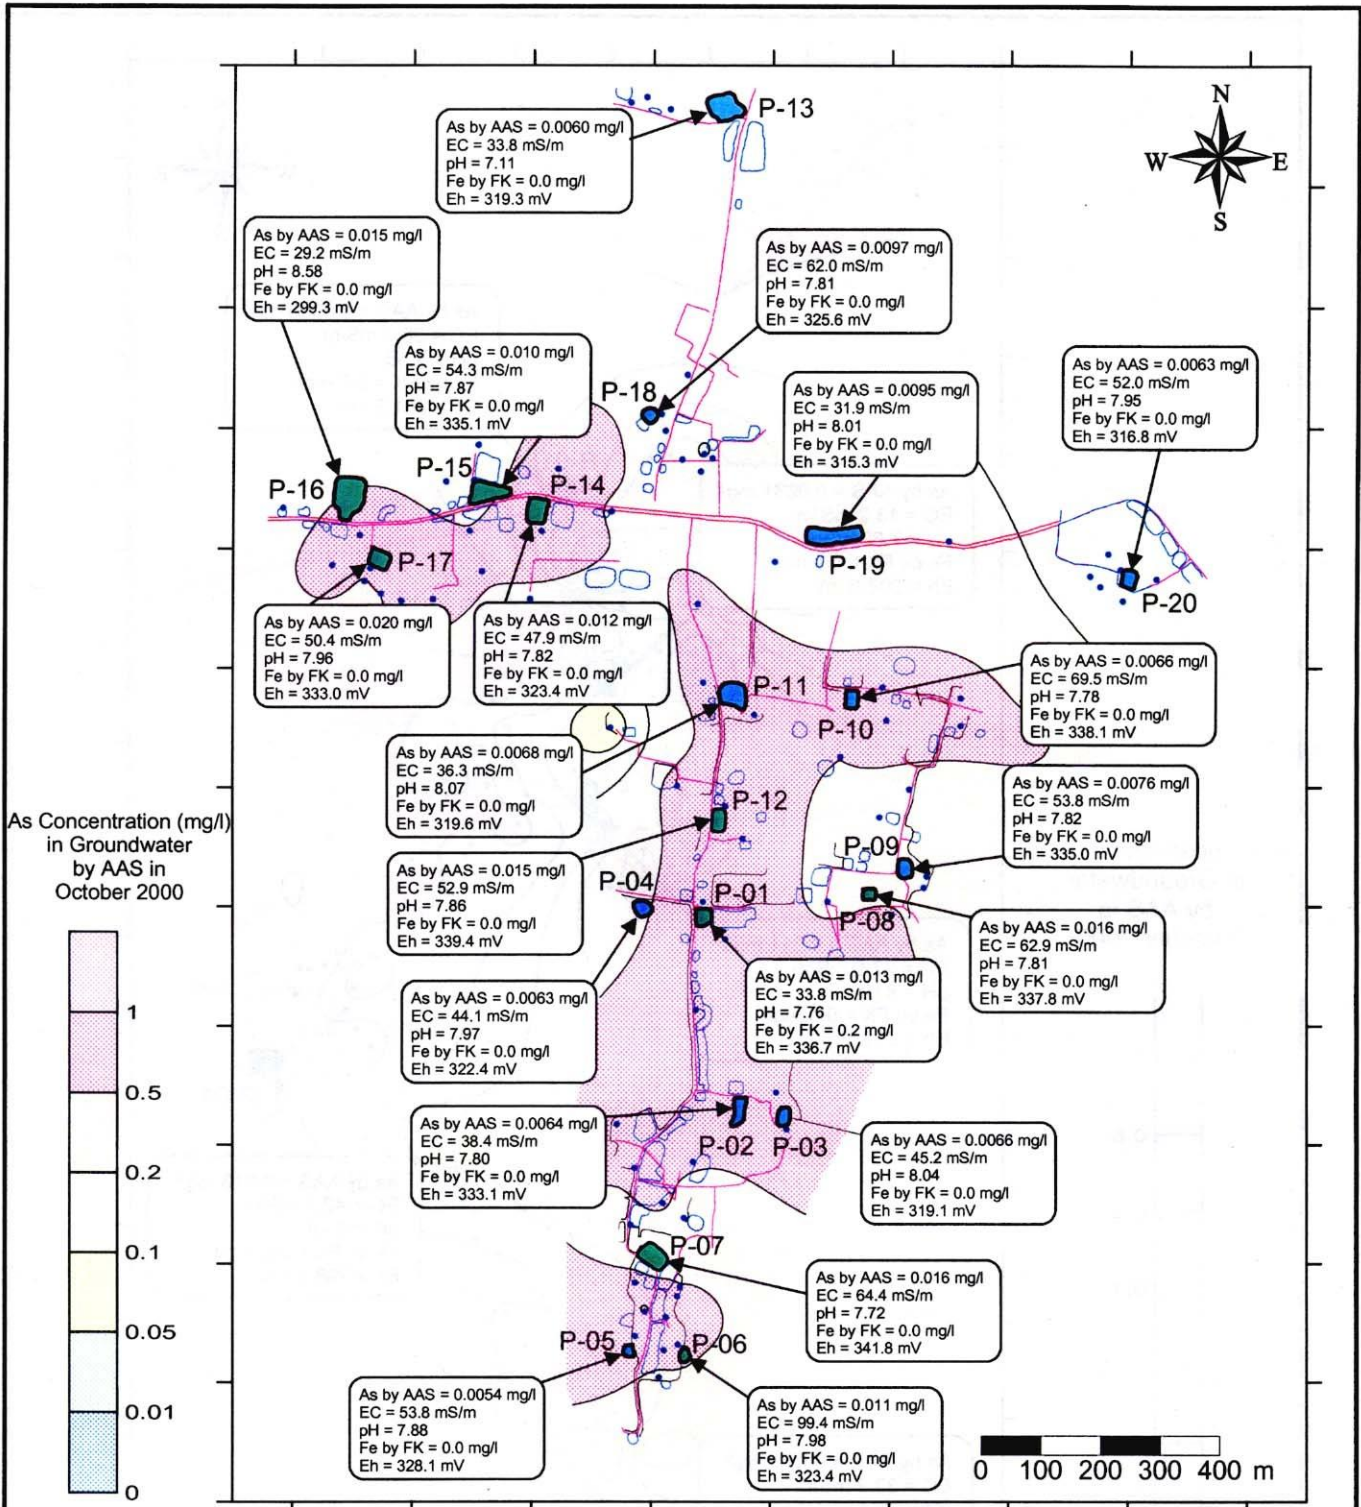 N
W E
S
P-13
As by AAS = 0.0060 mg/l
EC = 33.8 mS/m
pH = 7.11
Fe by FK = 0.0 mg/l
Eh = 319.3 mV
As by AAS = 0.015 mg/l
EC = 29.2 mS/m
pH = 8.58
Fe by FK = 0.0 mg/l
Eh = 299.3 mV
As by AAS = 0.0097 mg/l
EC = 62.0 mS/m
pH = 7.81
Fe by FK = 0.0 mg/l
Eh = 325.6 mV
As by AAS = 0.010 mg/l
EC = 54.3 mS/m
pH = 7.87
Fe by FK = 0.0 mg/l
Eh = 335.1 mV
P-18
As by AAS = 0.0095 mg/l
EC = 31.9 mS/m
pH = 8.01
Fe by FK = 0.0 mg/l
Eh = 315.3 mV
As by AAS = 0.0063 mg/l
EC = 52.0 mS/m
pH = 7.95
Fe by FK = 0.0 mg/l
Eh = 316.8 mV
P-16
P-15
P-14
P-17
P-19
P-20
As by AAS = 0.020 mg/l
EC = 50.4 mS/m
pH = 7.96
Fe by FK = 0.0 mg/l
Eh = 333.0 mV
As by AAS = 0.012 mg/l
EC = 47.9 mS/m
pH = 7.82
Fe by FK = 0.0 mg/l
Eh = 323.4 mV
P-11
P-10
As by AAS = 0.0066 mg/l
EC = 69.5 mS/m
pH = 7.78
Fe by FK = 0.0 mg/l
Eh = 338.1 mV
As by AAS = 0.0068 mg/l
EC = 36.3 mS/m
pH = 8.07
Fe by FK = 0.0 mg/l
Eh = 319.6 mV
P-12
As by AAS = 0.0076 mg/l
EC = 53.8 mS/m
pH = 7.82
Fe by FK = 0.0 mg/l
Eh = 335.0 mV
P-09
As by AAS = 0.015 mg/l
EC = 52.9 mS/m
pH = 7.86
Fe by FK = 0.0 mg/l
Eh = 339.4 mV
P-04
P-01
P-08
As by AAS = 0.016 mg/l
EC = 62.9 mS/m
pH = 7.81
Fe by FK = 0.0 mg/l
Eh = 337.8 mV
As by AAS = 0.013 mg/l
EC = 33.8 mS/m
pH = 7.76
Fe by FK = 0.2 mg/l
Eh = 336.7 mV
As by AAS = 0.0063 mg/l
EC = 44.1 mS/m
pH = 7.97
Fe by FK = 0.0 mg/l
Eh = 322.4 mV
As by AAS = 0.0064 mg/l
EC = 38.4 mS/m
pH = 7.80
Fe by FK = 0.0 mg/l
Eh = 333.1 mV
P-02
P-03
As by AAS = 0.0066 mg/l
EC = 45.2 mS/m
pH = 8.04
Fe by FK = 0.0 mg/l
Eh = 319.1 mV
P-07
As by AAS = 0.016 mg/l
EC = 64.4 mS/m
pH = 7.72
Fe by FK = 0.0 mg/l
Eh = 341.8 mV
P-05
P-06
As by AAS = 0.0054 mg/l
EC = 53.8 mS/m
pH = 7.88
Fe by FK = 0.0 mg/l
Eh = 328.1 mV
As by AAS = 0.011 mg/l
EC = 99.4 mS/m
pH = 7.98
Fe by FK = 0.0 mg/l
Eh = 323.4 mV
As Concentration (mg/l)
in Groundwater
by AAS in
October 2000
1
0.5
0.2
0.1
0.05
0.01
0
0 100 200 300 400 m